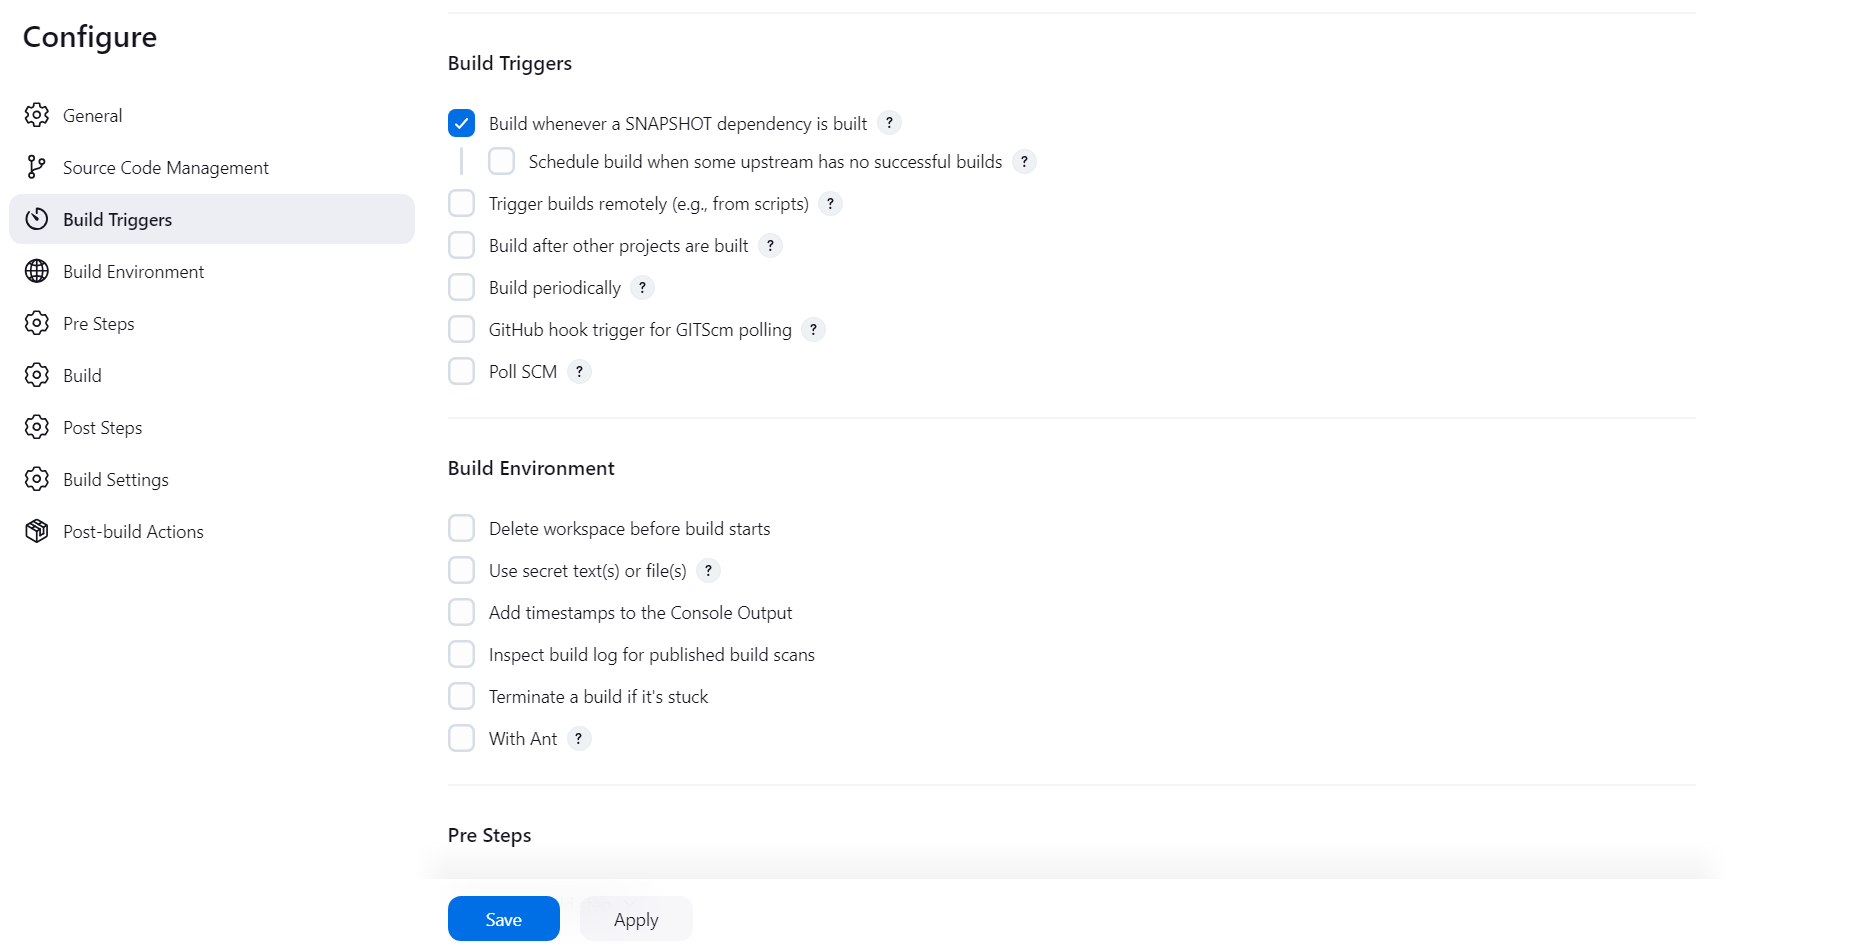 Configure
General
Source Code Management
Build Triggers
Build Environment
Pre Steps
Build
Post Steps
Build Settings
Post-build Actions
Build Triggers
Build whenever a SNAPSHOT dependency is built ?
Schedule build when some upstream has no successful builds ?
Trigger builds remotely (e.g., from scripts) ?
Build after other projects are built ?
Build periodically ?
GitHub hook trigger for GITScm polling ?
Poll SCM ?
Build Environment
Delete workspace before build starts
Use secret text(s) or file(s) ?
Add timestamps to the Console Output
Inspect build log for published build scans
Terminate a build if it's stuck
With Ant ?
Pre Steps
Save
Apply